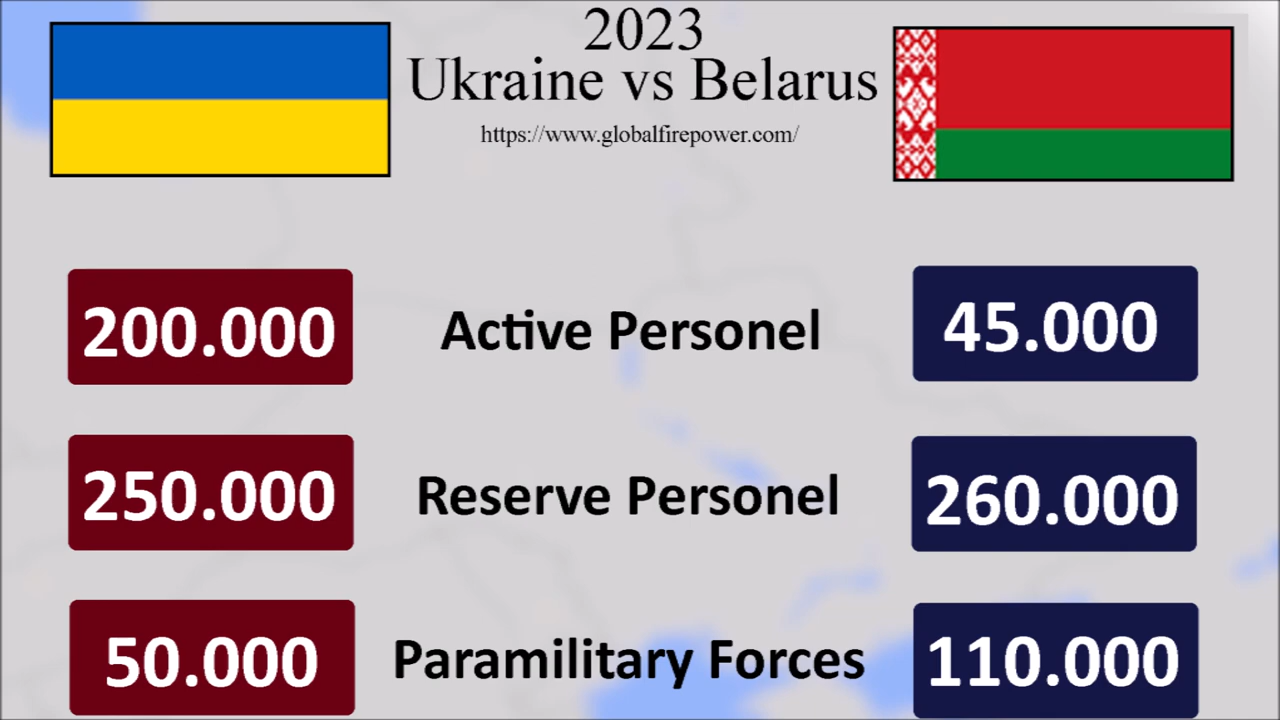 2023
Ukraine vs Belarus
https://www.globalfirepower.com/
200.000 Active Personel 45.000
250.000 Reserve Personel 260.000
50.000 Paramilitary Forces 110.000